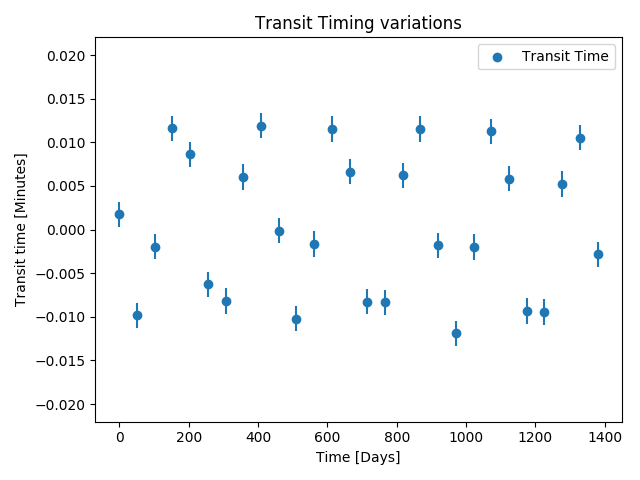 Transit Timing variations
Transit Time
Transit time [Minutes]
0.020
0.015
0.010
0.005
0.000
−0.005
−0.010
−0.015
−0.020
0 200 400 600 800 1000 1200 1400
Time [Days]